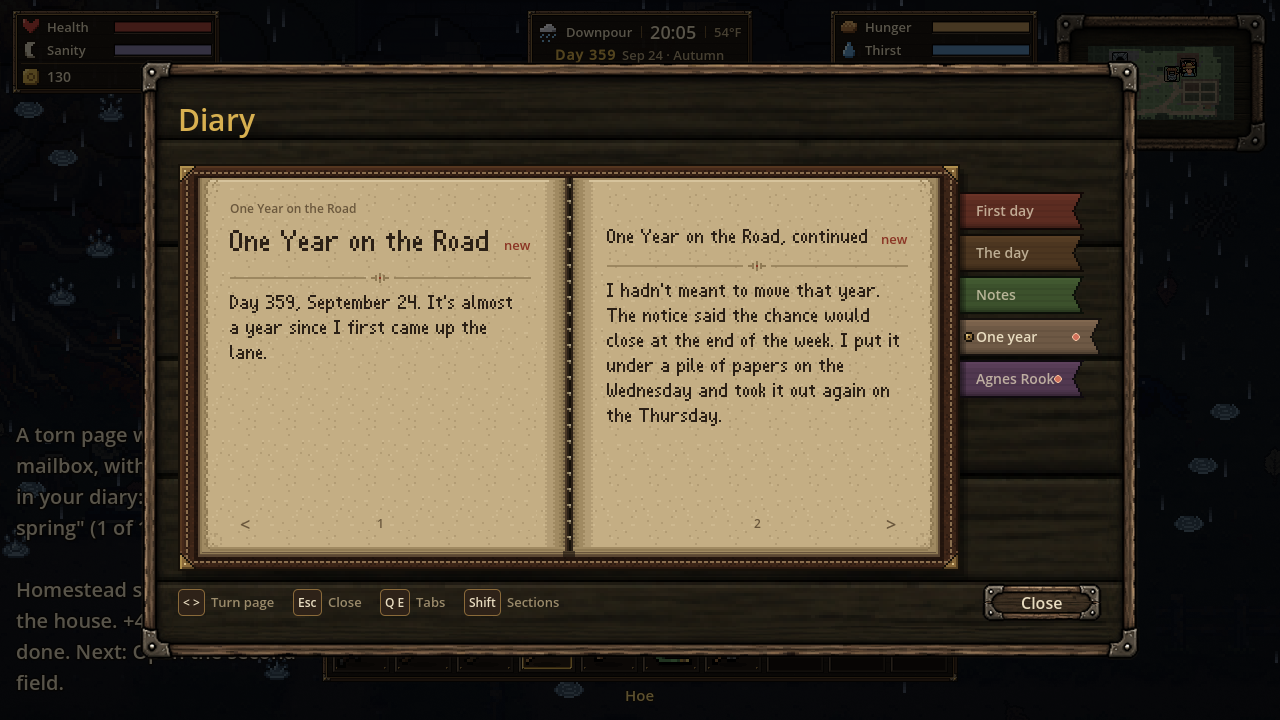 Health
Sanity
130
Downpour
20:05
54°F
Day 359 Sep 24 · Autumn
Hunger
Thirst
Diary
One Year on the Road
One Year on the Road new
Day 359, September 24. It's almost
a year since I first came up the
lane.
< 1
One Year on the Road, continued new
I hadn't meant to move that year.
The notice said the chance would
close at the end of the week. I put it
under a pile of papers on the
Wednesday and took it out again on
the Thursday.
2 >
First day
The day
Notes
One year
Agnes Rook
A torn page
mailbox, with
in your diary:
spring" (1 of
Homestead
the house.
done. Next: the second
field.
< > Turn page
Esc Close
Q E Tabs
Shift Sections
Close
Hoe